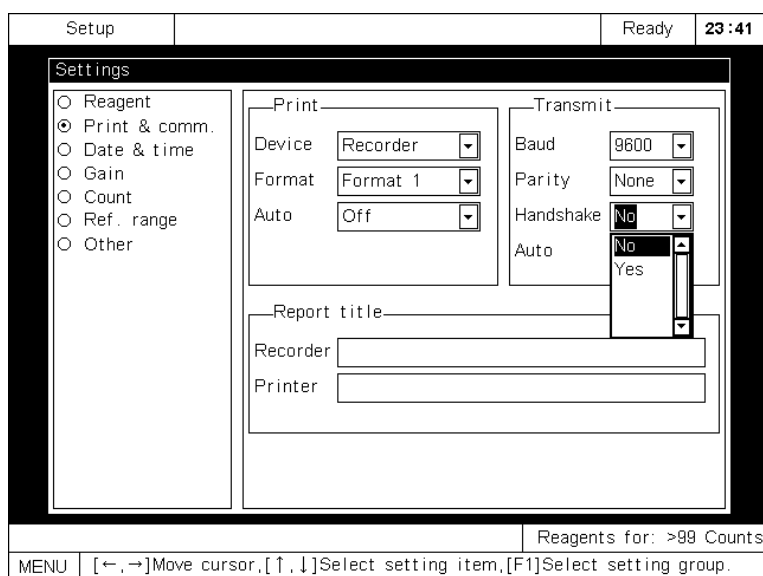 Setup Ready 23:41
Settings
Reagent
Print & comm.
Date & time
Gain
Count
Ref. range
Other
Print
Device Recorder
Format Format 1
Auto Off
Transmit
Baud 9600
Parity None
Handshake No
Auto
No
Yes
Report title
Recorder
Printer
Reagents for: >99 Counts
MENU [←,→]Move cursor,[↑,↓]Select setting item,[F1]Select setting group.